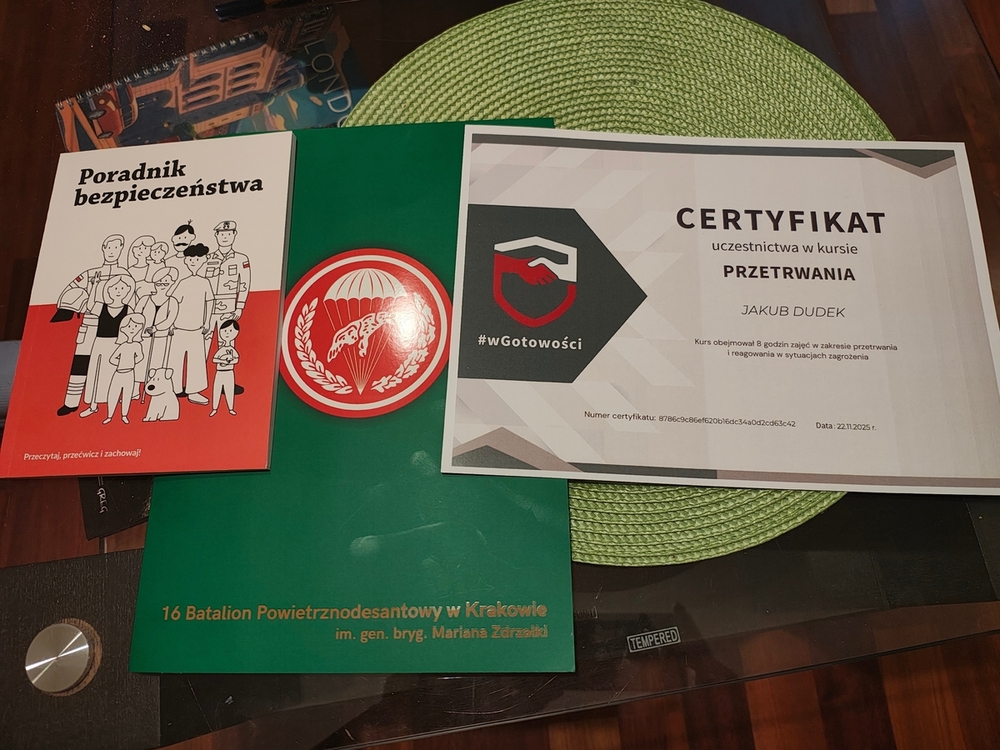 LONDO
Poradnik
bezpieczeństwa
Przeczytaj, przećwicz i zachowaj!
16 Batalion Powietrznodesantowy w Krakowie
im. gen. bryg. Mariana Zdrzałki
#wGotowości
CERTYFIKAT
uczestnictwa w kursie
PRZETRWANIA
JAKUB DUDEK
Kurs obejmował 8 godzin zajęć w zakresie przetrwania
i reagowania w sytuacjach zagrożenia
Numer certyfikatu: 8786c9c86ef620b16dc34a0d2cd63c42 Data: 22.11.2025 r.
TEMPERED